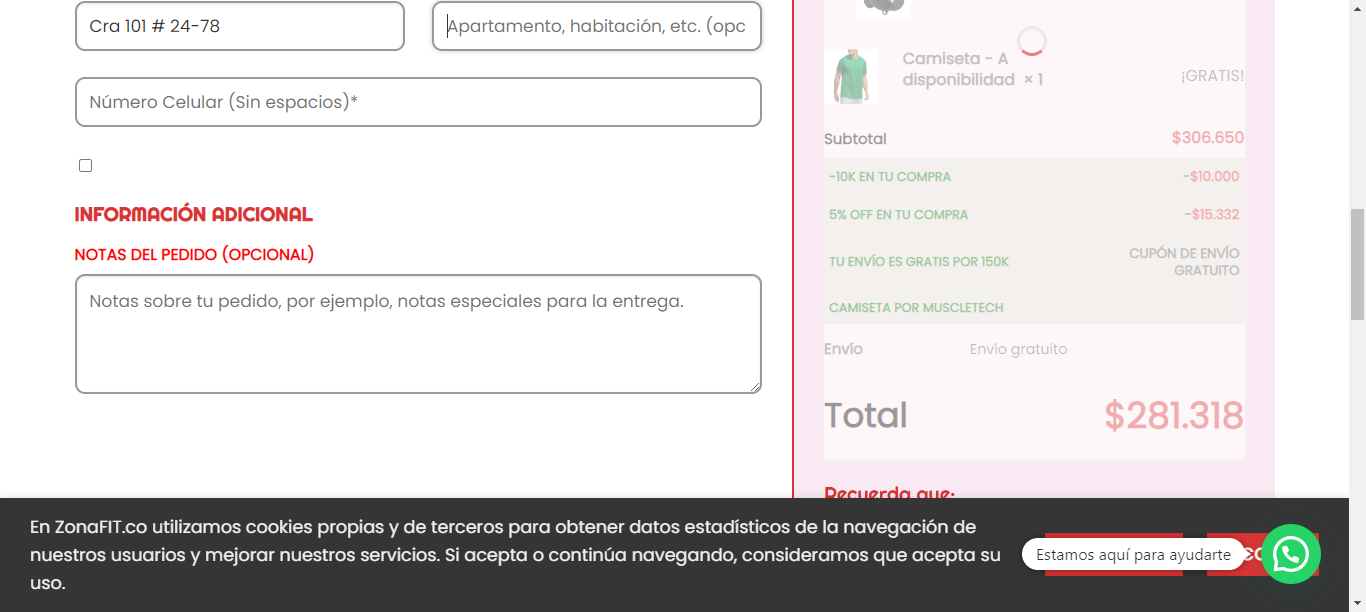 Cra 101 # 24-78
Apartamento, habitación, etc. (opc
Número Celular (Sin espacios)*
INFORMACIÓN ADICIONAL
NOTAS DEL PEDIDO (OPCIONAL)
Notas sobre tu pedido, por ejemplo, notas especiales para la entrega.
Camiseta - A
disponibilidad × 1
¡GRATIS!
Subtotal $306.650
-10K EN TU COMPRA -$10.000
5% OFF EN TU COMPRA -$15.332
TU ENVÍO ES GRATIS POR 150K
CUPÓN DE ENVÍO
GRATUITO
CAMISETA POR MUSCLETECH
Envío Envío gratuito
Total $281.318
Recuerda que:
En ZonaFIT.co utilizamos cookies propias y de terceros para obtener datos estadísticos de la navegación de
nuestros usuarios y mejorar nuestros servicios. Si acepta o continúa navegando, consideramos que acepta su
uso.
Estamos aquí para ayudarte